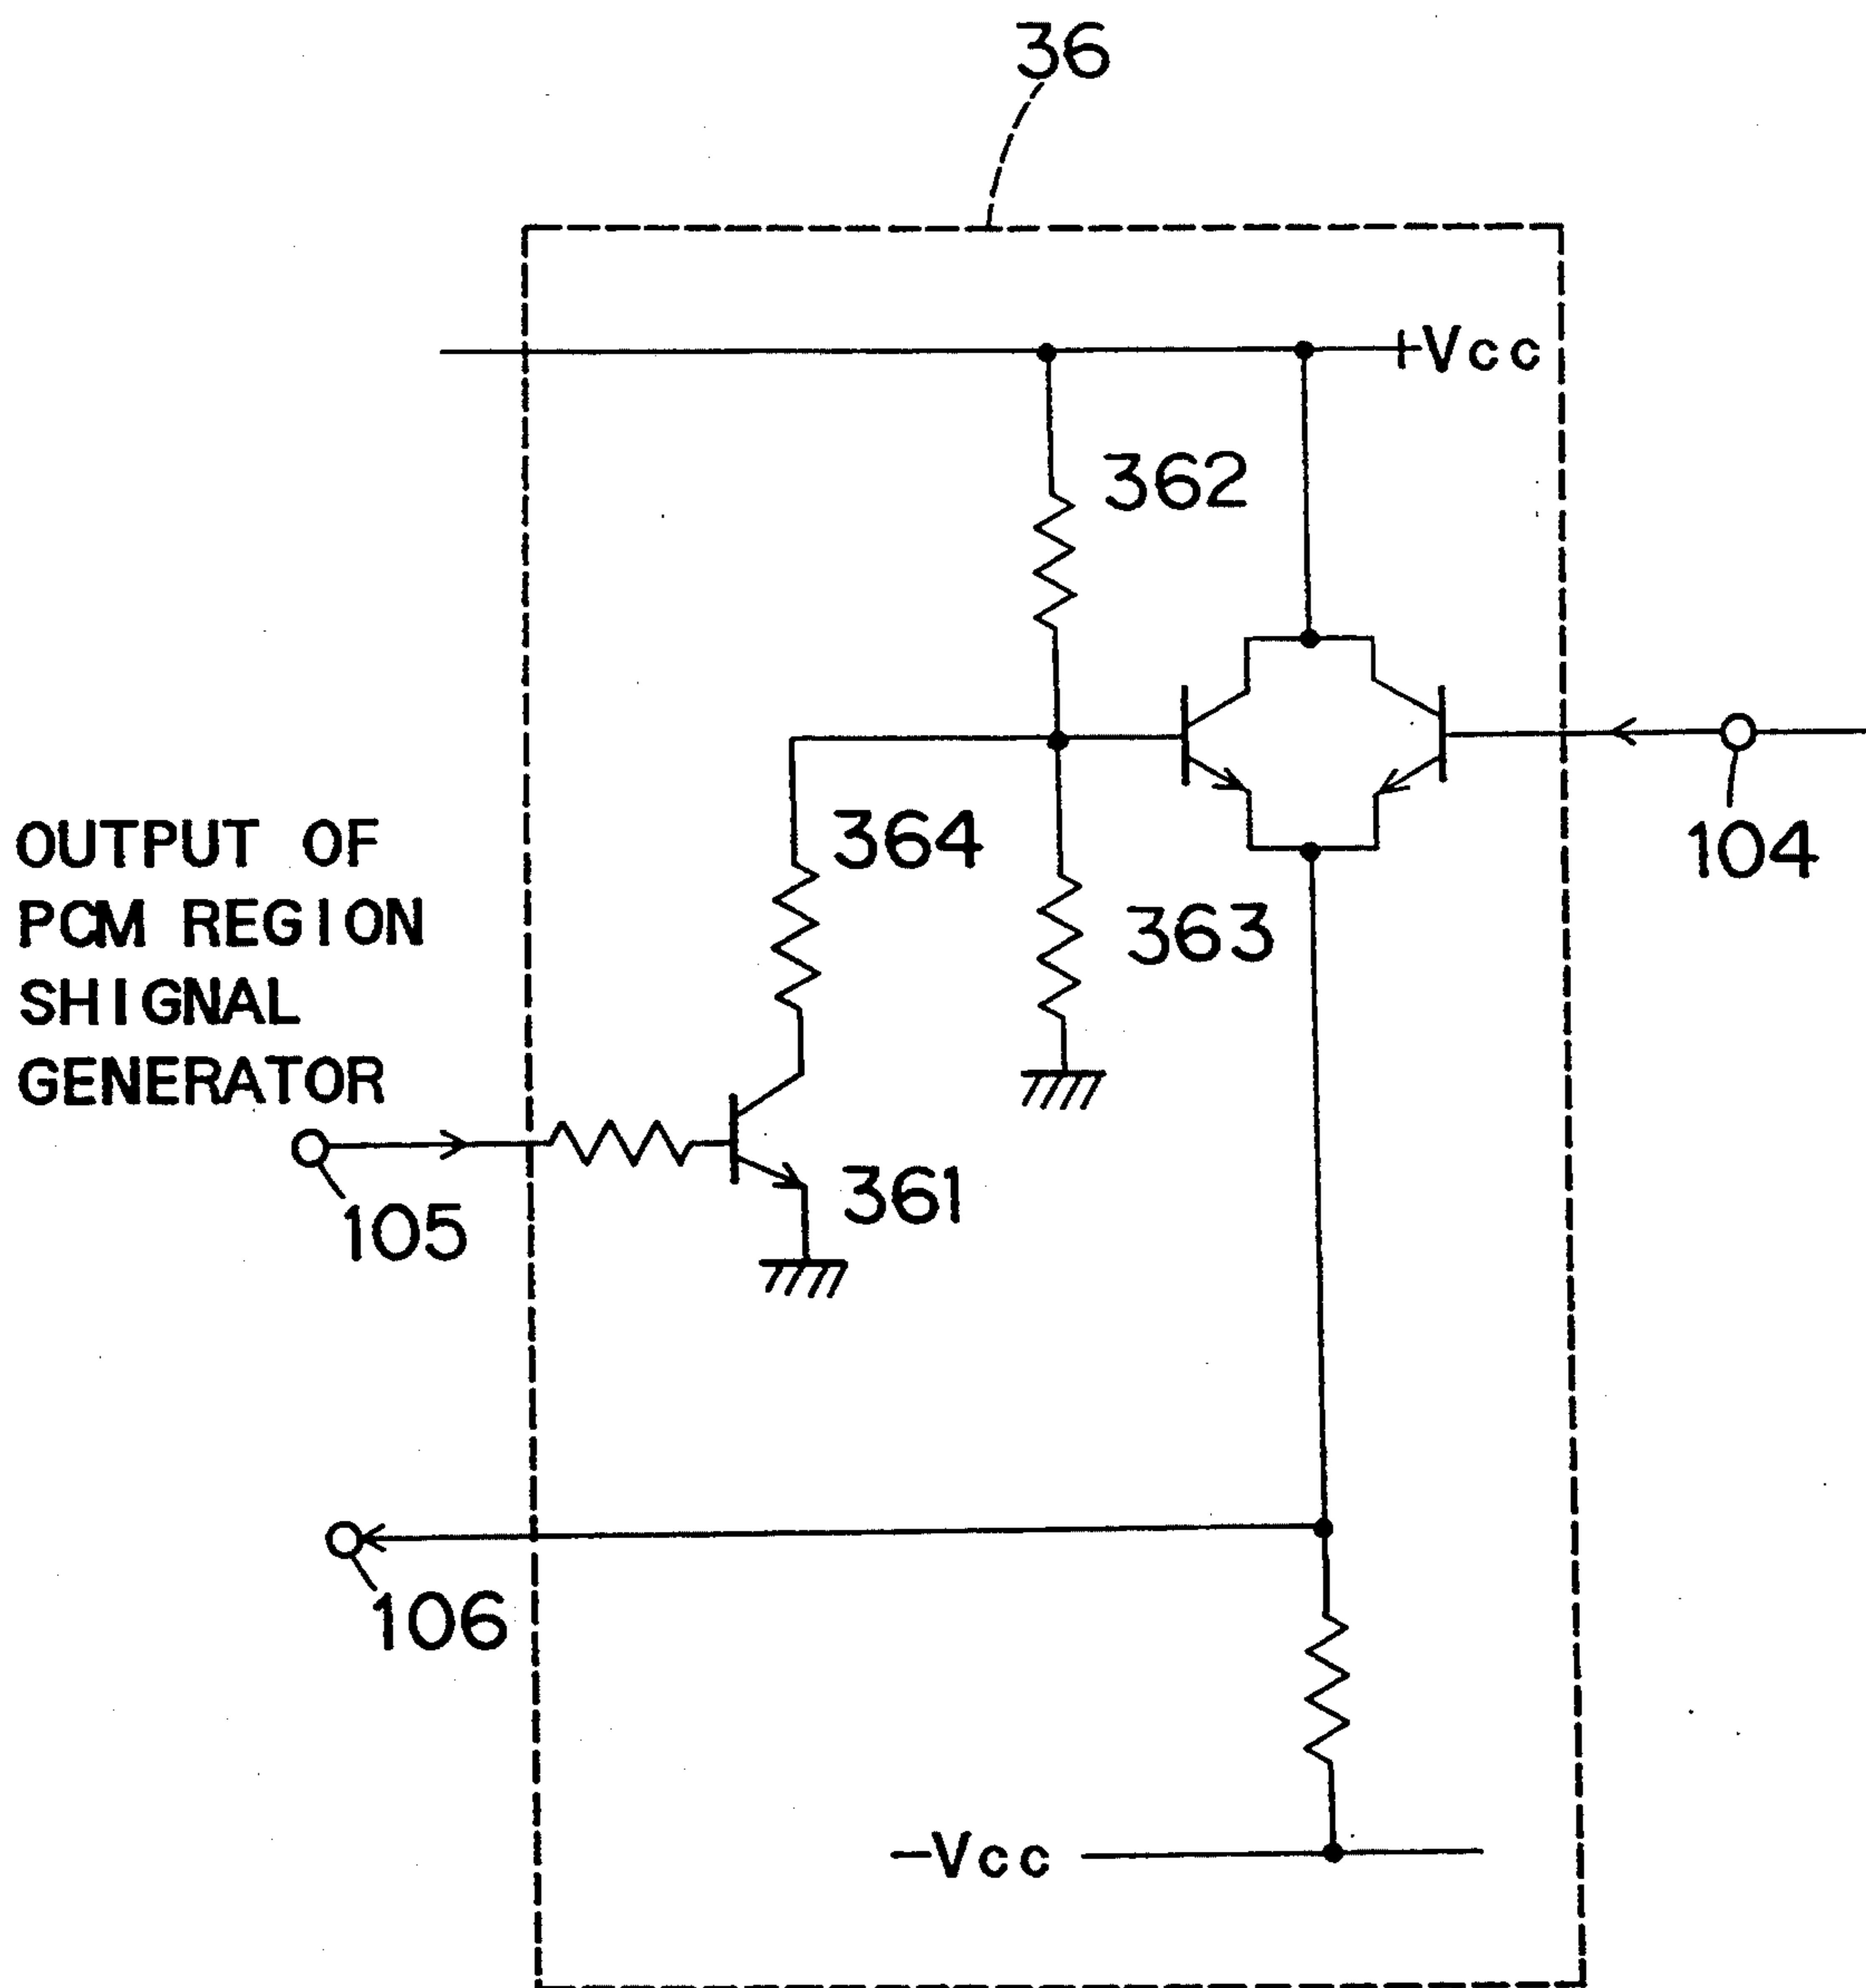 36
+Vcc
362
364
363
104
OUTPUT OF
PCM REGION
SHIGNAL
GENERATOR
361
105
106
-Vcc